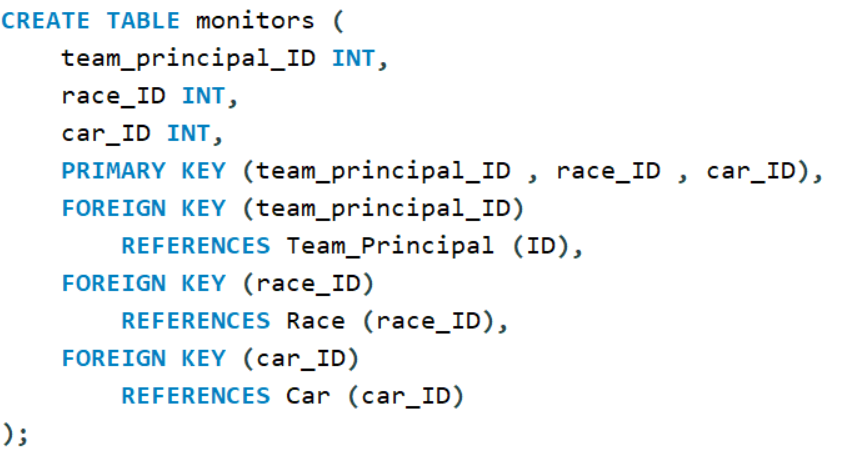 CREATE TABLE monitors (
    team_principal_ID INT,
    race_ID INT,
    car_ID INT,
    PRIMARY KEY (team_principal_ID , race_ID , car_ID),
    FOREIGN KEY (team_principal_ID)
        REFERENCES Team_Principal (ID),
    FOREIGN KEY (race_ID)
        REFERENCES Race (race_ID),
    FOREIGN KEY (car_ID)
        REFERENCES Car (car_ID)
);